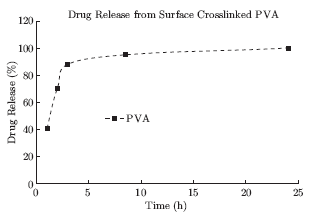 Drug Release from Surface Crosslinked PVA
120
100
80
60
40
20
0
Drug Release (%)
PVA
0 5 10 15 20 25
Time (h)